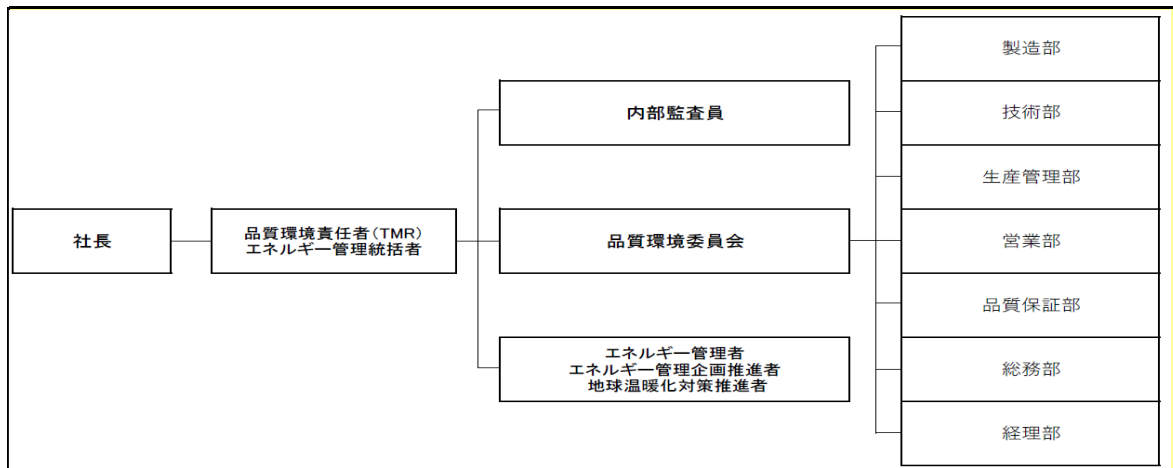 社長
品質環境責任者(TMR)
エネルギー管理統括者
内部監査員
品質環境委員会
エネルギー管理者
エネルギー管理企画推進者
地球温暖化対策推進者
製造部
技術部
生産管理部
営業部
品質保証部
総務部
経理部